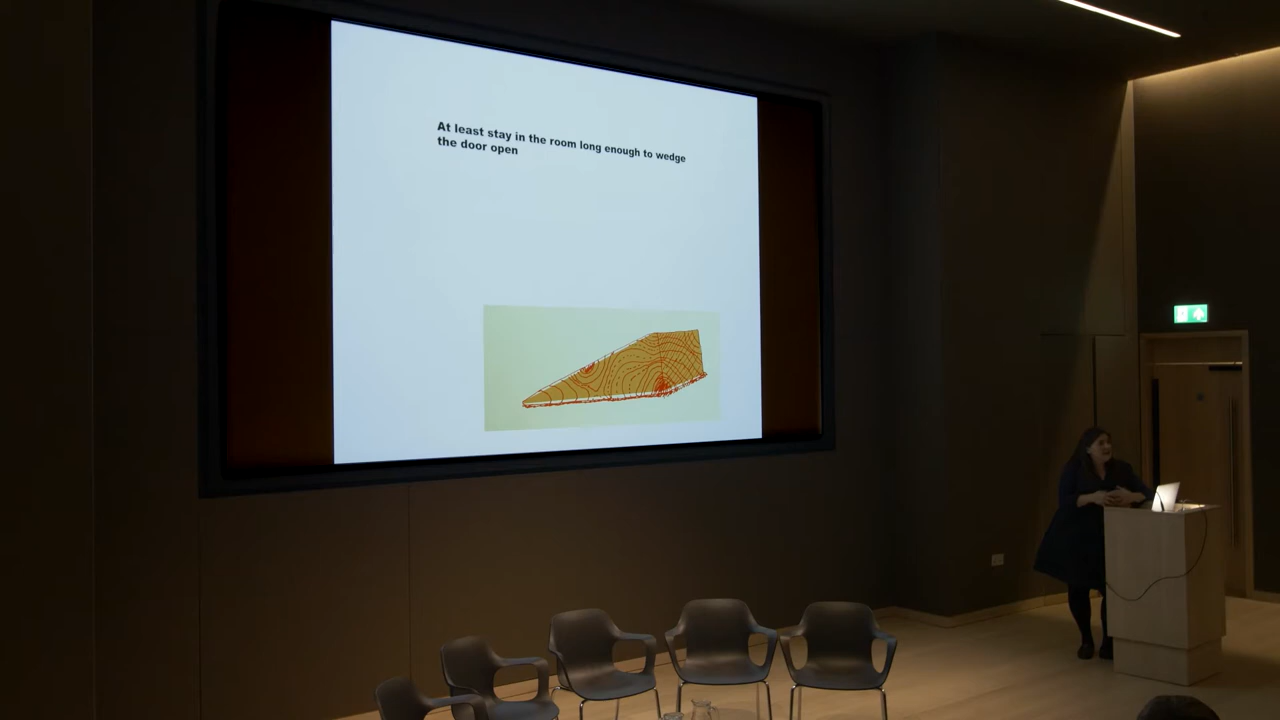 At least stay in the room long enough to wedge
the door open